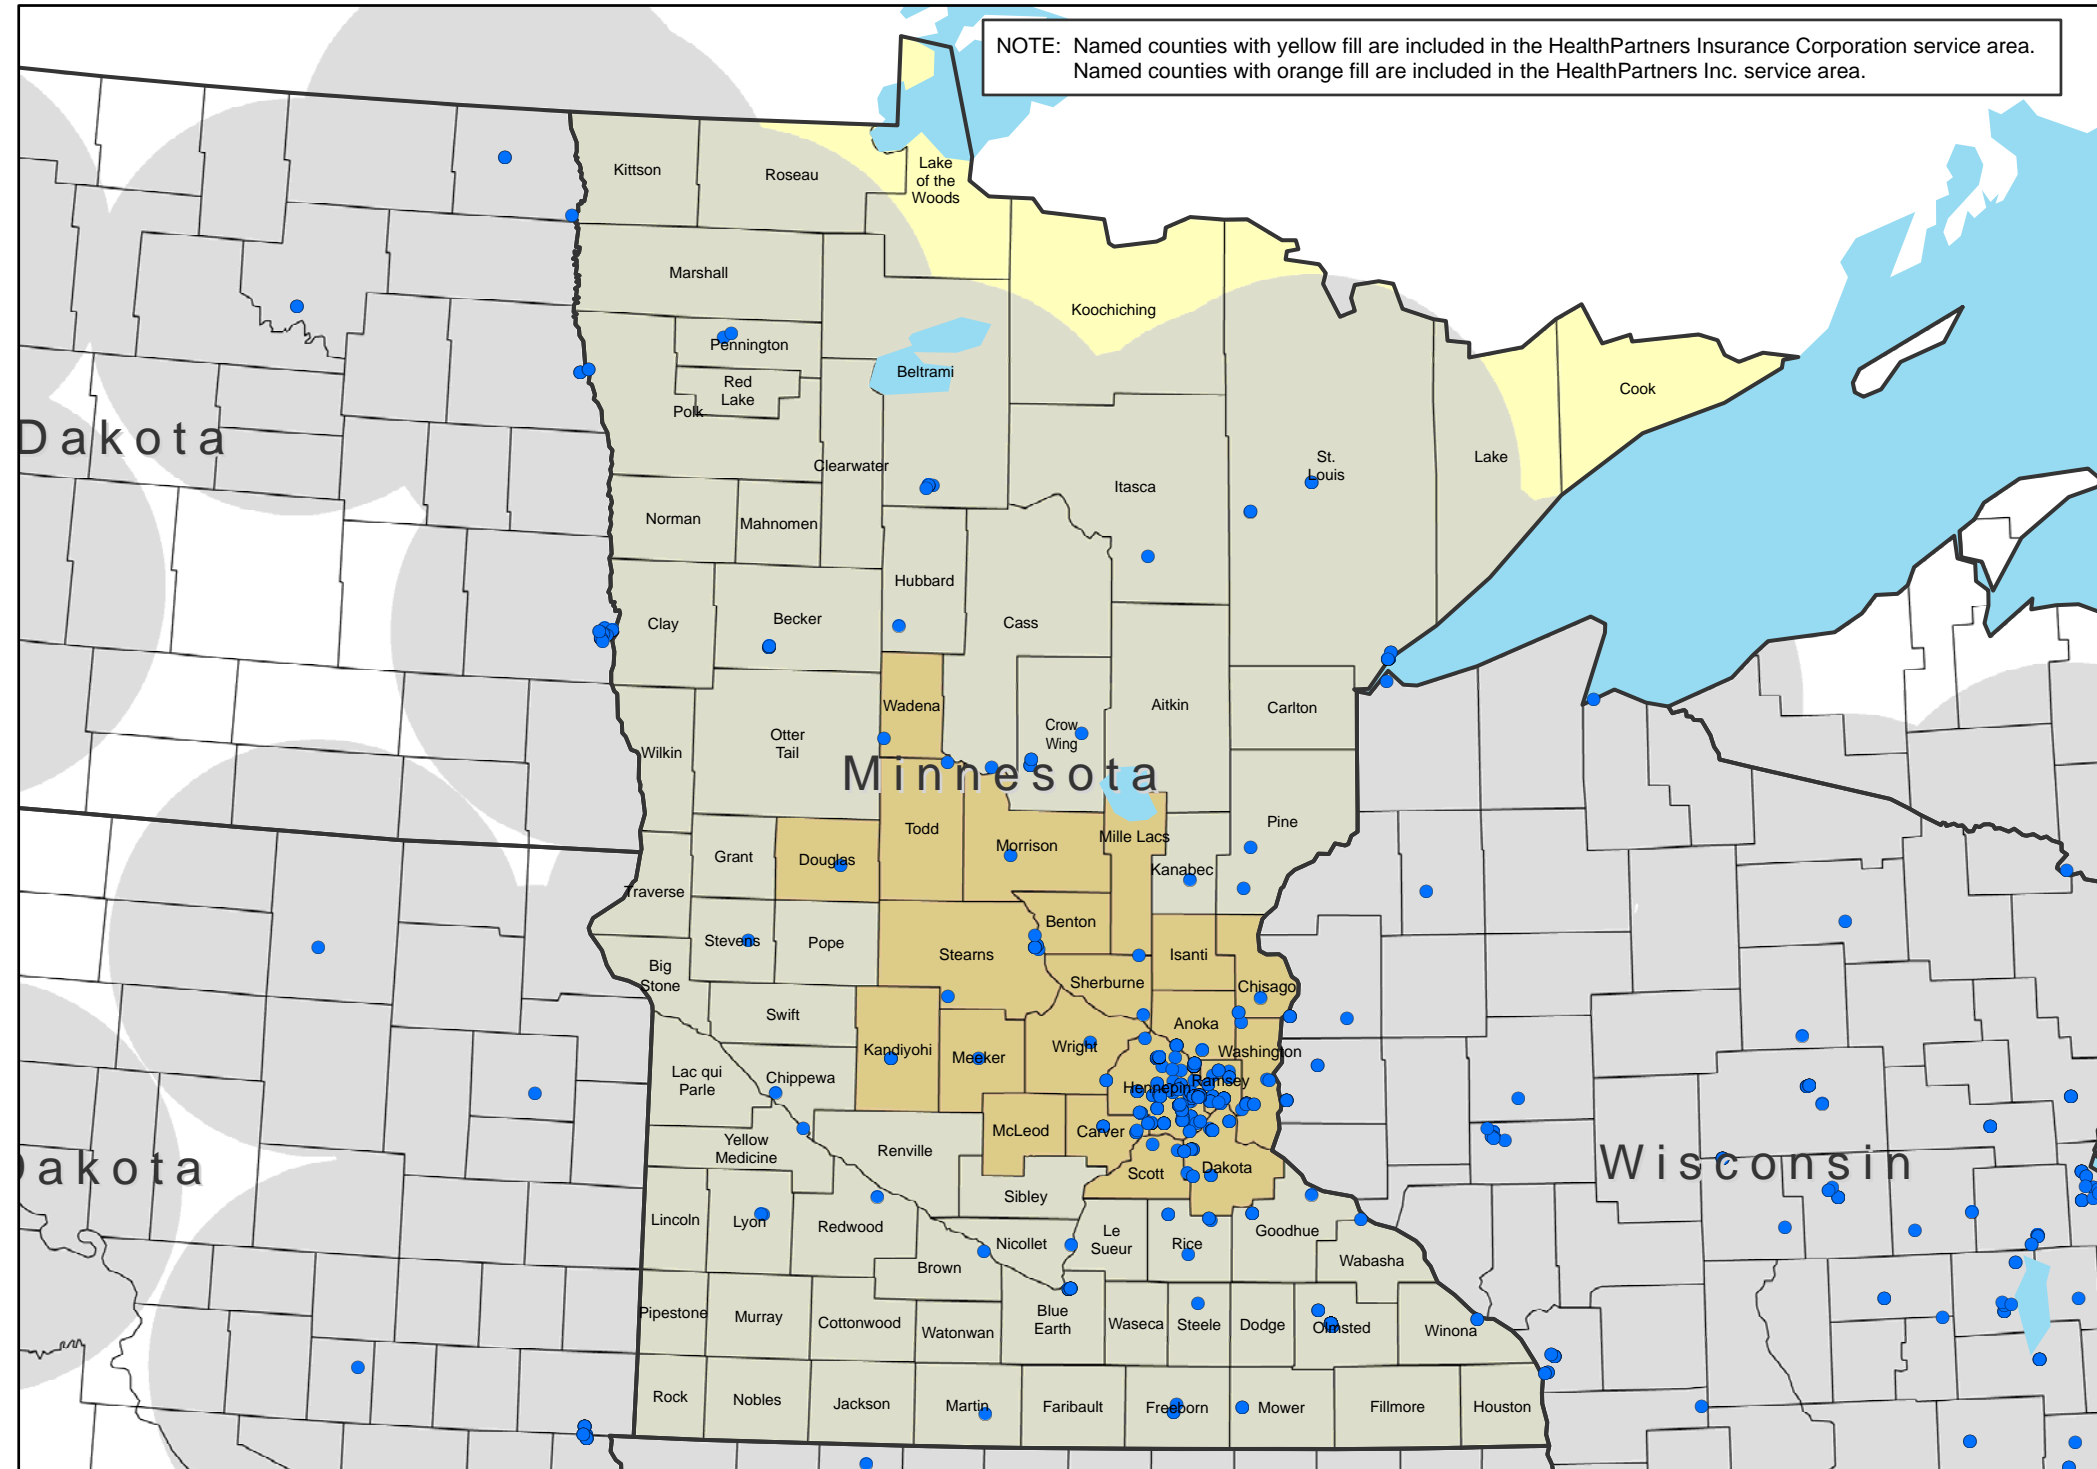 NOTE: Named counties with yellow fill are included in the HealthPartners Insurance Corporation service area.
Named counties with orange fill are included in the HealthPartners Inc. service area.
Kittson
Roseau
Lake
of the
Woods
Marshall
Koochiching
Pennington
Beltrami
Red
Lake
Polk
Cook
Dakota
Clearwater
St.
Louis
Lake
Itasca
Norman
Mahnomen
Hubbard
Clay
Becker
Cass
Wadena
Aitkin
Carlton
Crow
Wing
Otter
Tail
Wilkin
Minnesota
Todd
Pine
Mille Lacs
Morrison
Grant
Douglas
Kanabec
Traverse
Benton
Stevens
Pope
Stearns
Isanti
Big
Stone
Sherburne
Chisago
Swift
Anoka
Kandiyohi
Meeker
Wright
Washington
Lac qui
Parle
Chippewa
Hennepin
Ramsey
McLeod
Carver
Yellow
Medicine
Renville
Dakota
Wisconsin
Scott
Dakota
Sibley
Lincoln
Lyon
Redwood
Le
Sueur
Nicollet
Rice
Goodhue
Brown
Wabasha
Pipestone
Murray
Cottonwood
Watonwan
Blue
Earth
Waseca
Steele
Dodge
Olmsted
Winona
Rock
Nobles
Jackson
Martin
Faribault
Freeborn
Mower
Fillmore
Houston